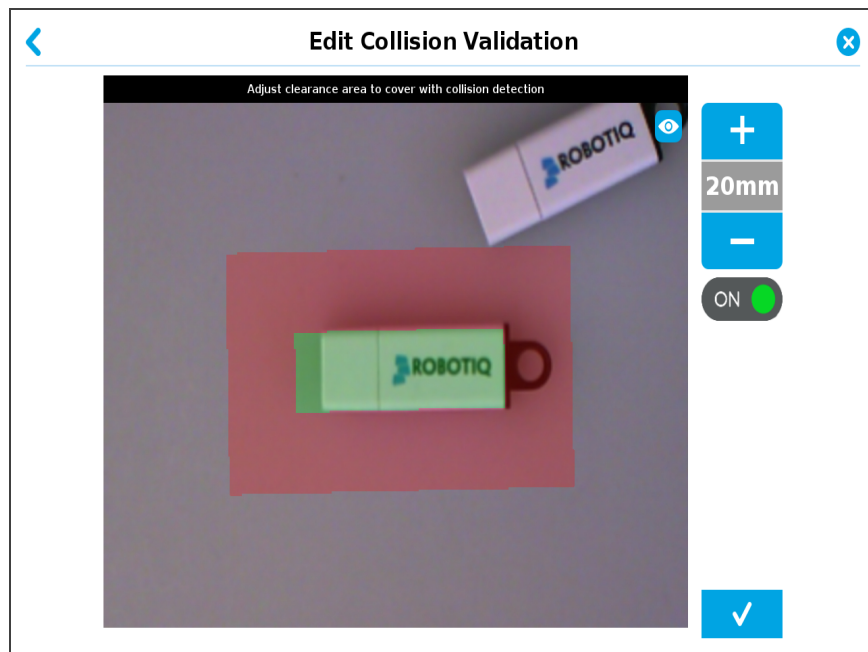 Edit Collision Validation
Adjust clearance area to cover with collision detection
ROBOTIQ
20mm
ON
ROBOTIQ